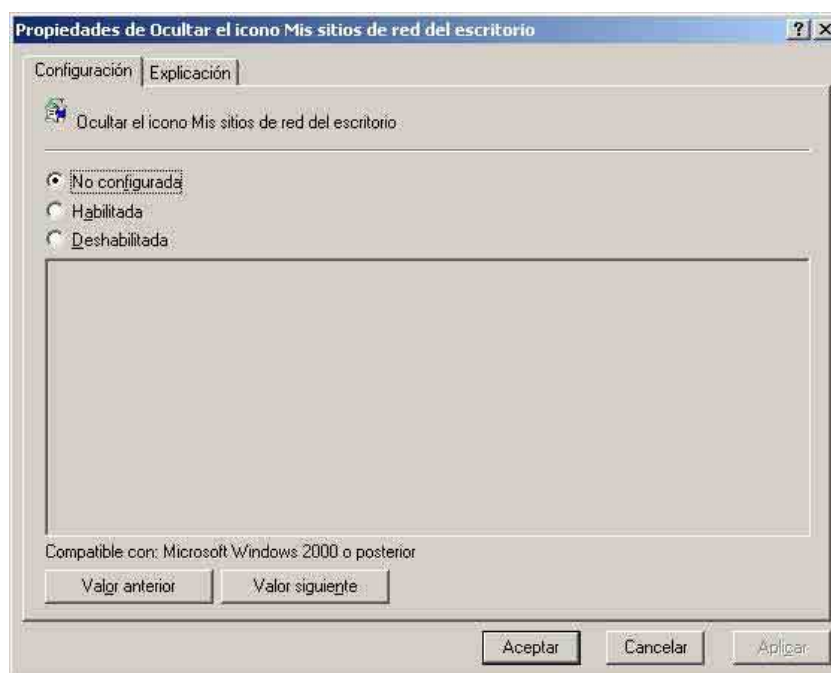 Propiedades de Ocultar el icono Mis sitios de red del escritorio
Configuración Explicación
Ocultar el icono Mis sitios de red del escritorio
No configurada
Habilitada
Deshabilitada
Compatible con: Microsoft Windows 2000 o posterior
Valor anterior Valor siguiente
Aceptar Cancelar Aplicar